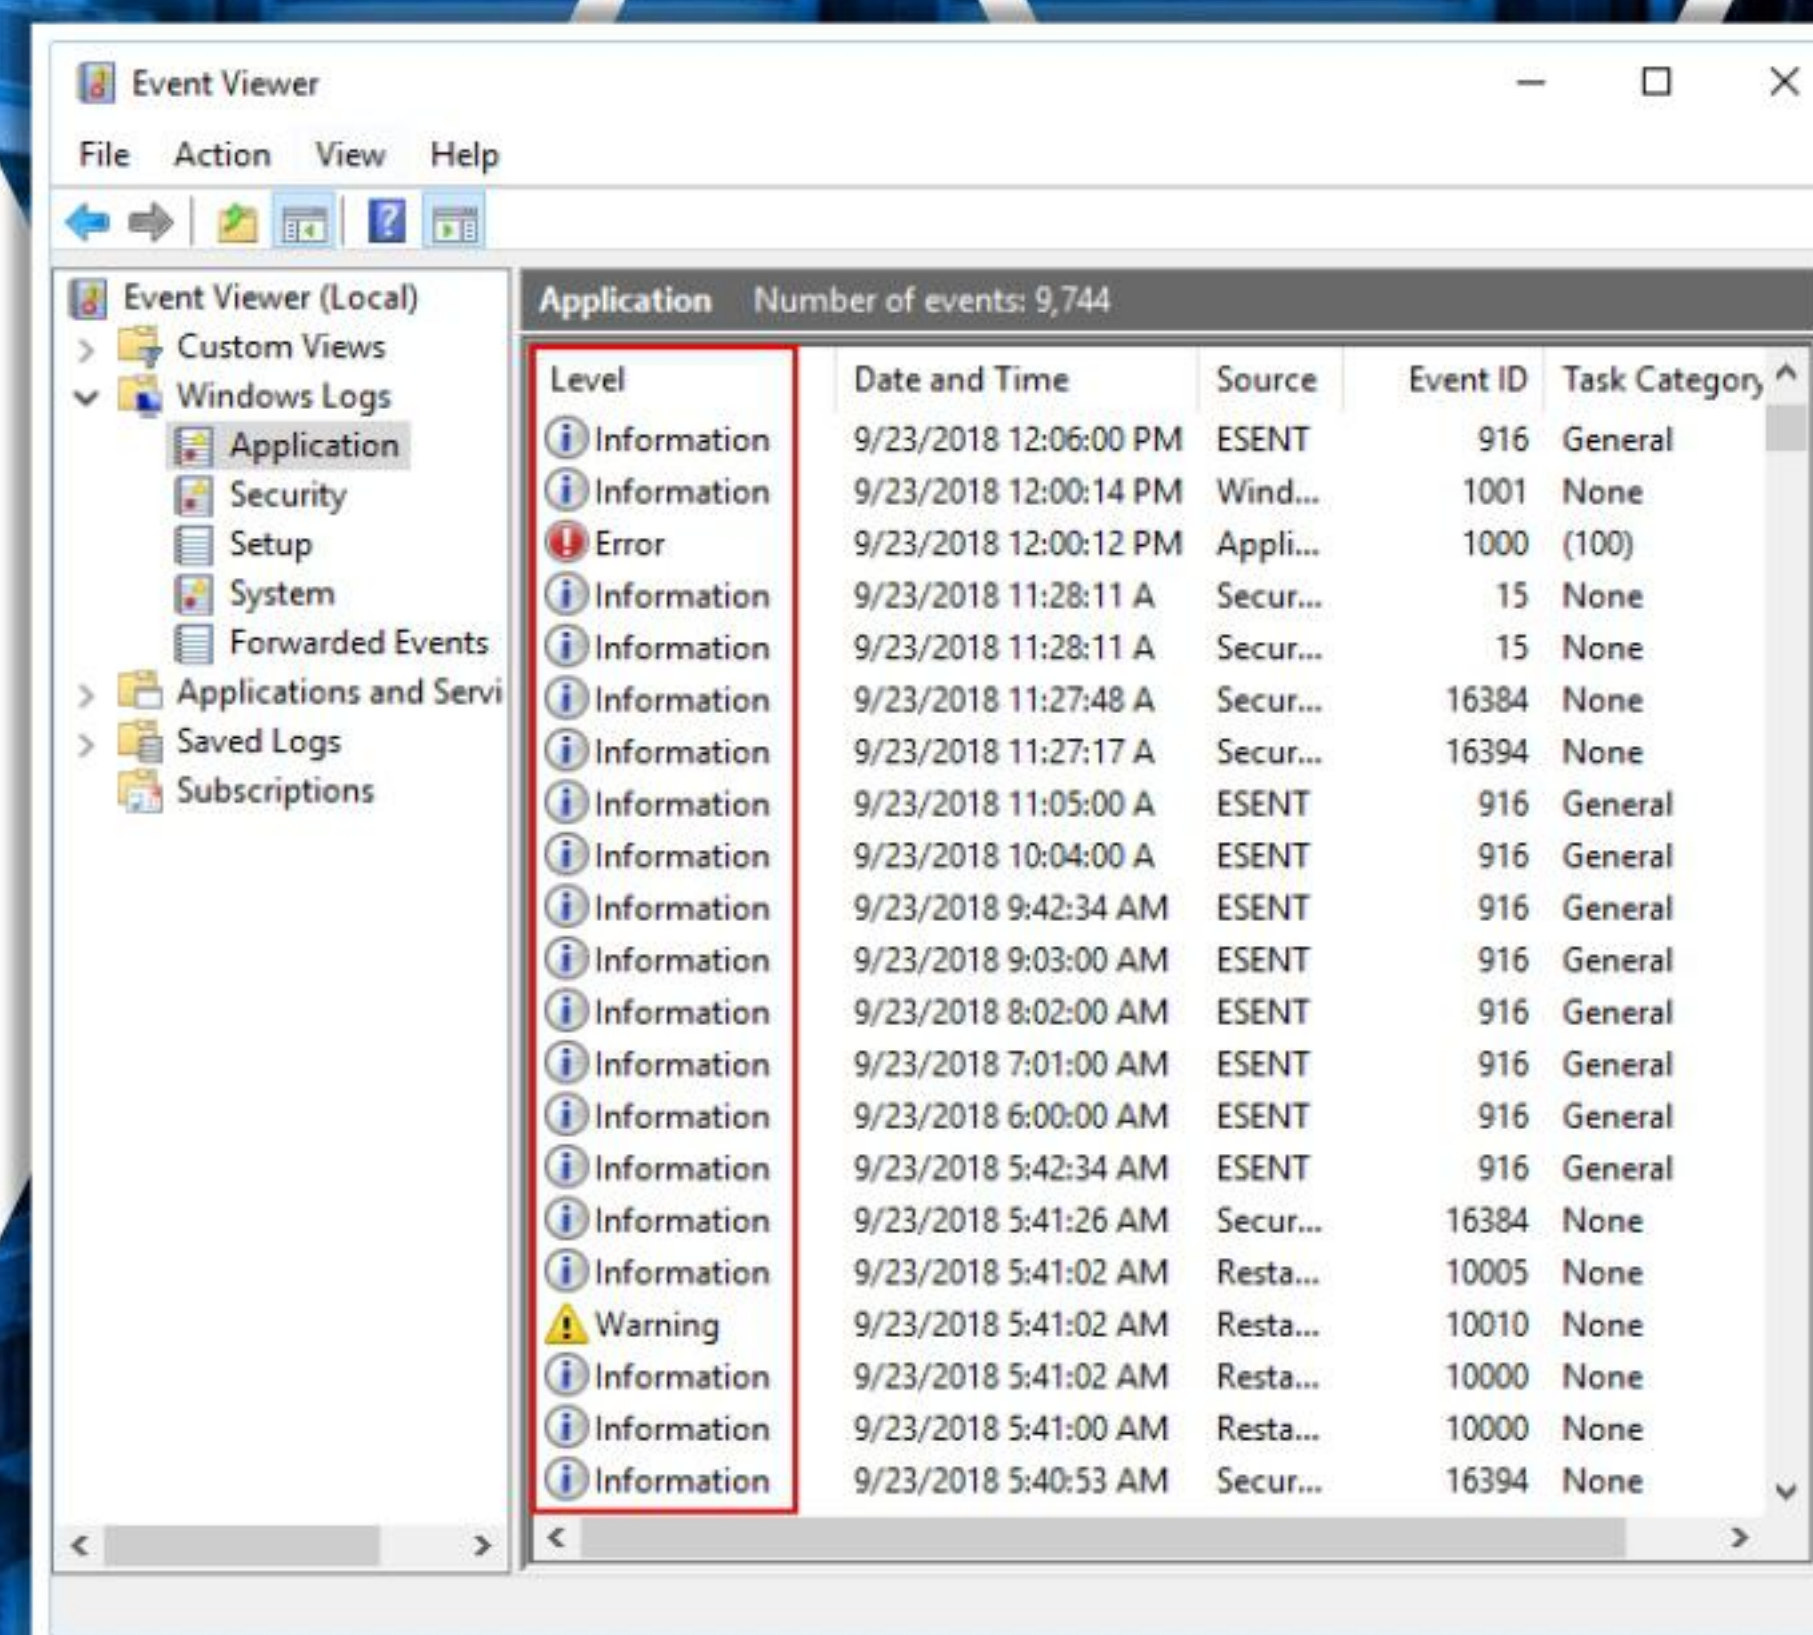 Event Viewer
File Action View Help
Event Viewer (Local)
Custom Views
Windows Logs
Application
Security
Setup
System
Forwarded Events
Applications and Servi
Saved Logs
Subscriptions
Application Number of events: 9,744
Level Date and Time Source Event ID Task Category
Information 9/23/2018 12:06:00 PM ESENT 916 General
Information 9/23/2018 12:00:14 PM Wind... 1001 None
Error 9/23/2018 12:00:12 PM Appli... 1000 (100)
Information 9/23/2018 11:28:11 A Secur... 15 None
Information 9/23/2018 11:28:11 A Secur... 15 None
Information 9/23/2018 11:27:48 A Secur... 16384 None
Information 9/23/2018 11:27:17 A Secur... 16394 None
Information 9/23/2018 11:05:00 A ESENT 916 General
Information 9/23/2018 10:04:00 A ESENT 916 General
Information 9/23/2018 9:42:34 AM ESENT 916 General
Information 9/23/2018 9:03:00 AM ESENT 916 General
Information 9/23/2018 8:02:00 AM ESENT 916 General
Information 9/23/2018 7:01:00 AM ESENT 916 General
Information 9/23/2018 6:00:00 AM ESENT 916 General
Information 9/23/2018 5:42:34 AM ESENT 916 General
Information 9/23/2018 5:41:26 AM Secur... 16384 None
Information 9/23/2018 5:41:02 AM Resta... 10005 None
Warning 9/23/2018 5:41:02 AM Resta... 10010 None
Information 9/23/2018 5:41:02 AM Resta... 10000 None
Information 9/23/2018 5:41:00 AM Resta... 10000 None
Information 9/23/2018 5:40:53 AM Secur... 16394 None